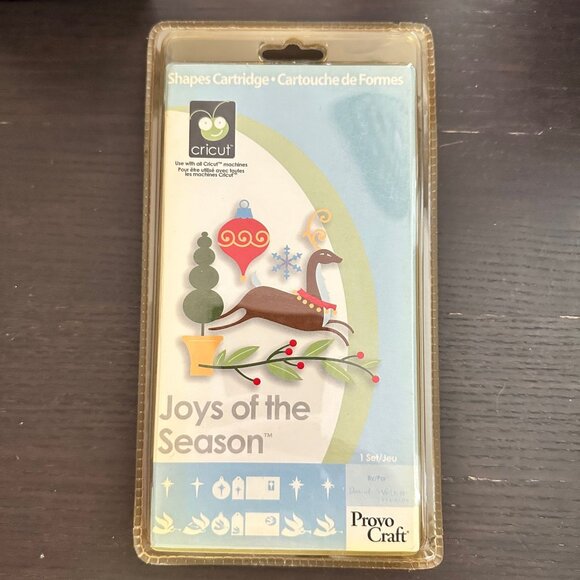 Shapes Cartridge • Cartouche de Formes
cricut™
Use with all Cricut™ machines
Pour être utilisé avec toutes
les machines Cricut™
Joys of the
Season™
1 Set/Jeu
By/Par
Provo
Craft®